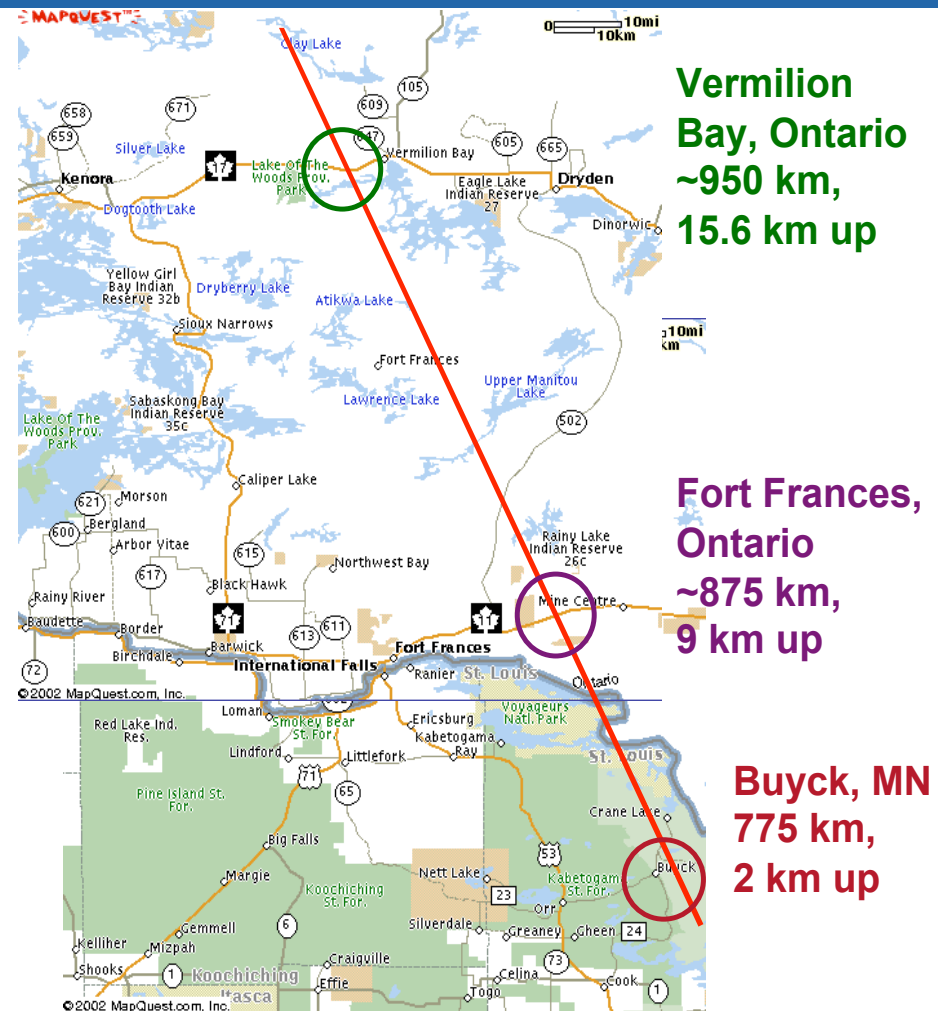 MAPQUEST
10mi
0
10km
Clay Lake
105
609
671
658
659
647
605
665
Silver Lake
Vermilion Bay
17
Lake Of The
Woods Prov.
Park
Kenora
Eagle Lake
Indian Reserve
27
Dryden
Dogtooth Lake
Dinorwic
Yellow Girl
Bay Indian
Reserve 32b
Dryberry Lake
Atikwa Lake
Sioux Narrows
10mi
km
Fort Frances
Upper Manitou
Lake
Lawrence Lake
Sabaskong Bay
Indian Reserve
35c
Lake Of The
Woods Prov.
Park
502
Caliper Lake
621
Morson
Bergland
600
Arbor Vitae
615
Rainy Lake
Indian Reserve
26c
Northwest Bay
617
Black Hawk
Rainy River
Mine Centre
71
11
611
613
Baudette
Border
Barwick
Fort Frances
Birchdale
International Falls
72
Ranier
St. Louis
Ontario
©2002 MapQuest.com, Inc.
Loman
Voyageurs
Natl. Park
Smokey Bear
St. For.
Red Lake Ind.
Res.
Ericsburg
Kabetogama
Ray
Lindford
Littlefork
St. Louis
71
65
Pine Island St.
For.
Crane Lake
Big Falls
53
Buyck
Nett Lake
Kabetogama
St. For.
Margie
Koochiching
St. For.
23
Orr
6
Silverdale
Gemmell
Greaney
Gheen
24
Kelliher
Mizpah
Craigville
73
Shooks
1
Koochiching
Effie
Celina
Cook
1
Itasca
Togo
©2002 MapQuest.com, Inc.
Vermilion
Bay, Ontario
~950 km,
15.6 km up
Fort Frances,
Ontario
~875 km,
9 km up
Buyck, MN
775 km,
2 km up